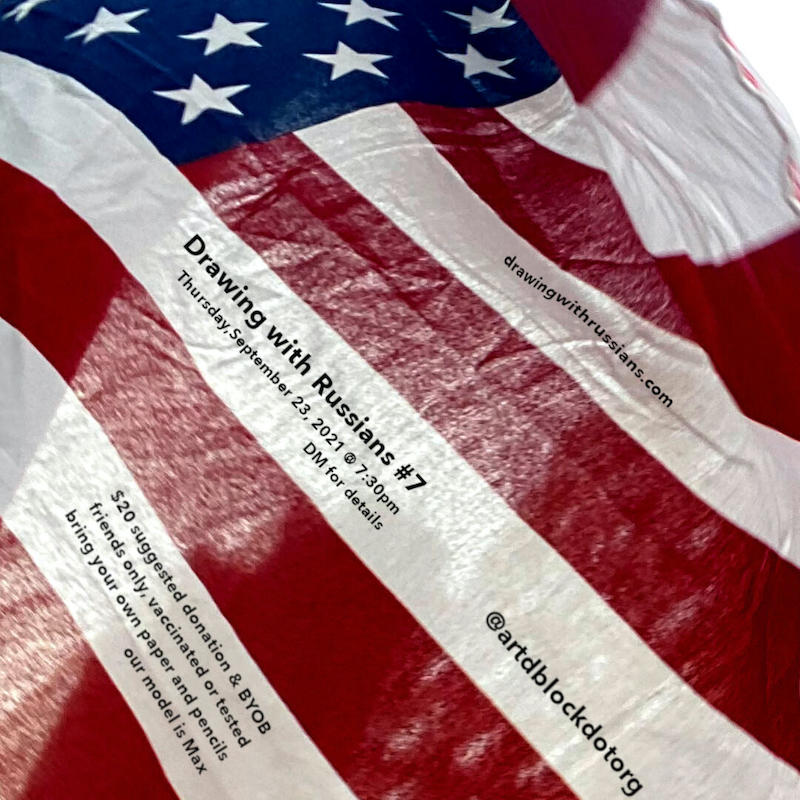 Drawing with Russians #7
Thursday, September 23, 2021 @ 7:30pm
DM for details
drawingwithrussians.com
$20 suggested donation & BYOB
friends only, vaccinated or tested
bring your own paper and pencils
our model is Max
@artdblockdotorg